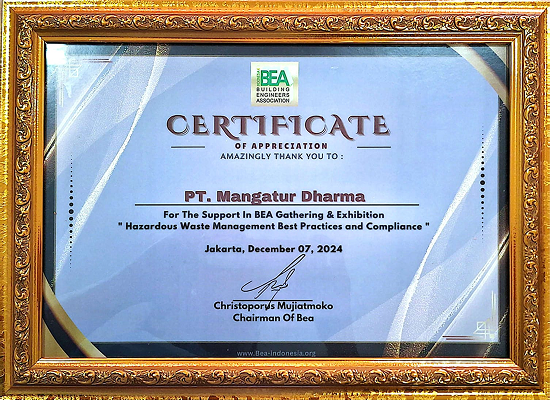 BEA
BUILDING
ENGINEERS
ASSOCIATION
CERTIFICATE
OF APPRECIATION
AMAZINGLY THANK YOU TO :
PT. Mangatur Dharma
For The Support In BEA Gathering & Exhibition
" Hazardous Waste Management Best Practices and Compliance "
Jakarta, December 07, 2024
Christoporus Mujiatmoko
Chairman Of Bea
www.Bea-indonesia.org